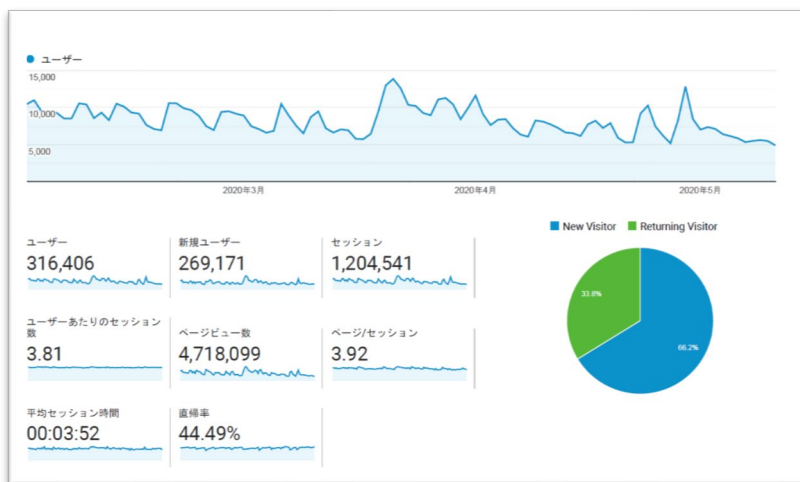 ユーザー
15,000
10,000
5,000
2020年3月
2020年4月
2020年5月
New Visitor
Returning Visitor
ユーザー
316,406
新規ユーザー
269,171
セッション
1,204,541
ユーザーあたりのセッション
数
3.81
ページビュー数
4,718,099
ページ/セッション
3.92
平均セッション時間
00:03:52
直帰率
44.49%
33.8%
66.2%